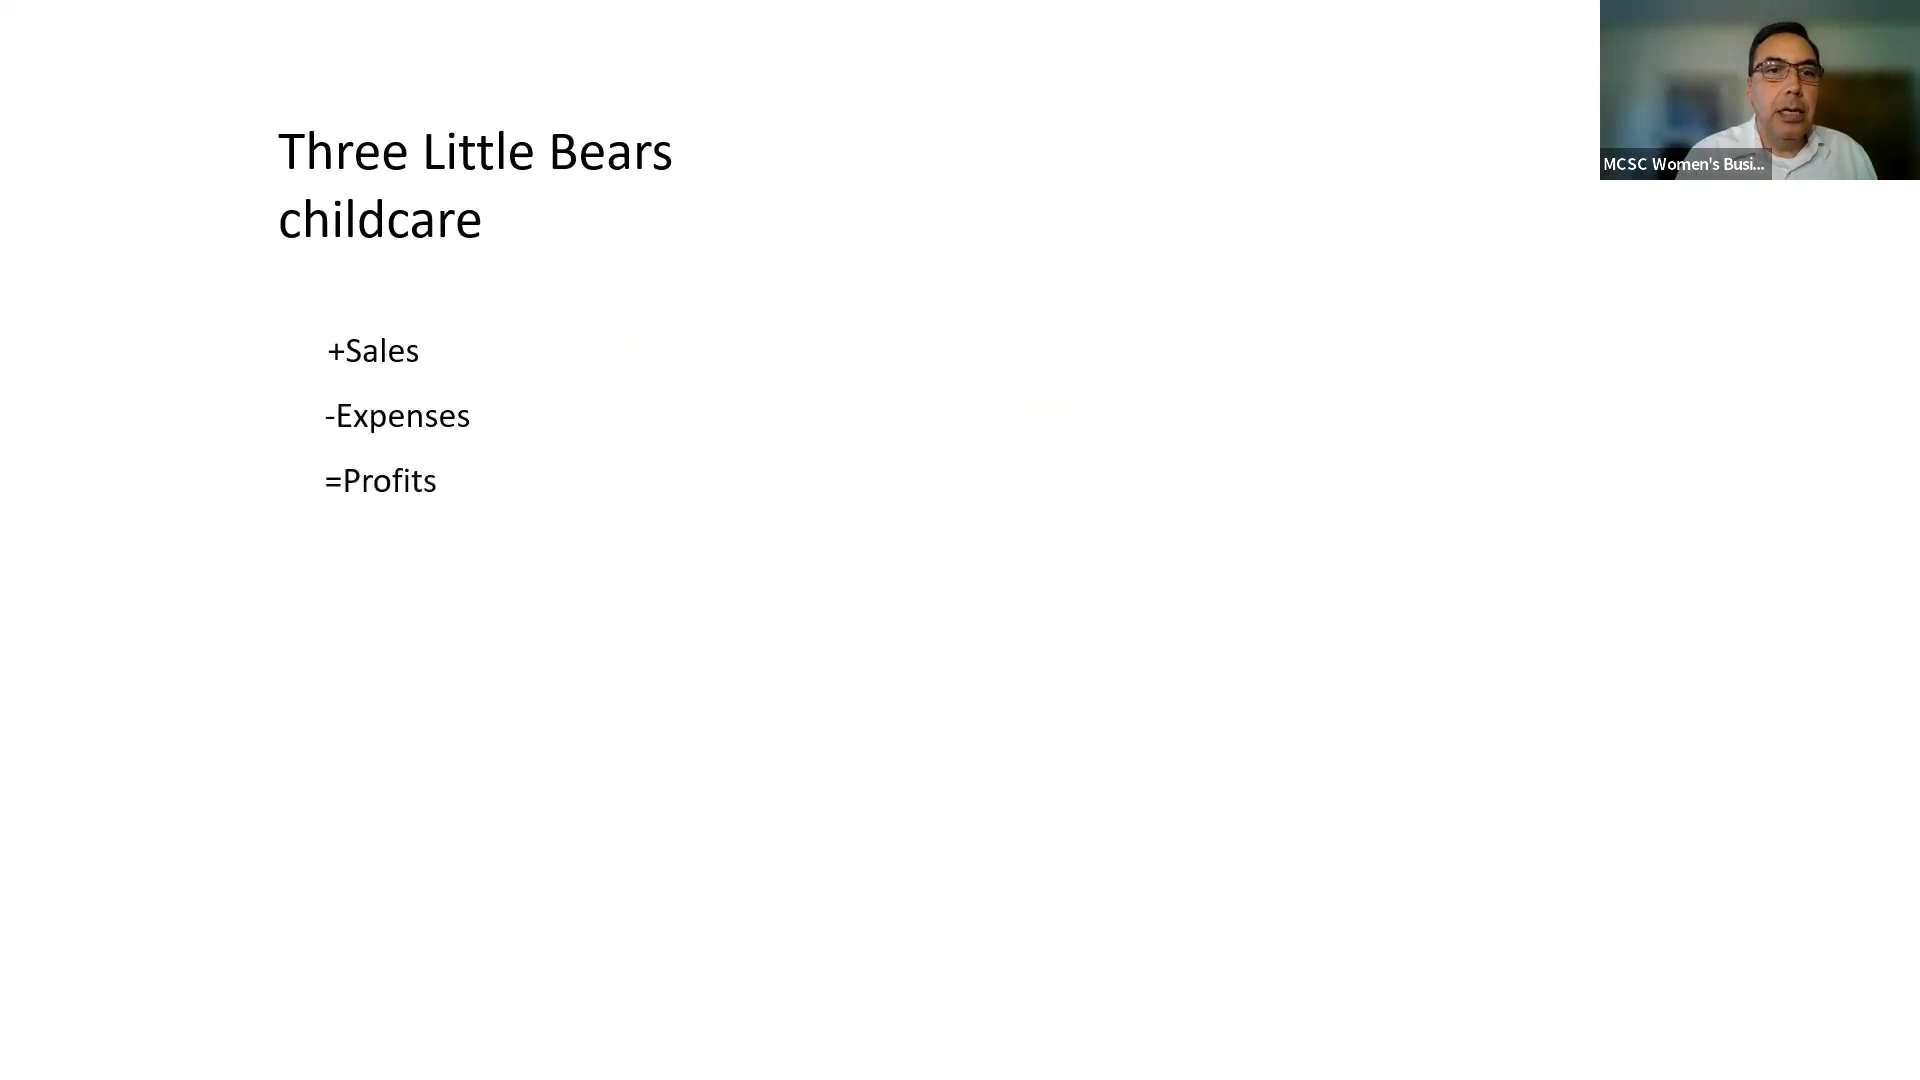 Three Little Bears
childcare
+Sales
-Expenses
=Profits
MCSC Women's Busi...